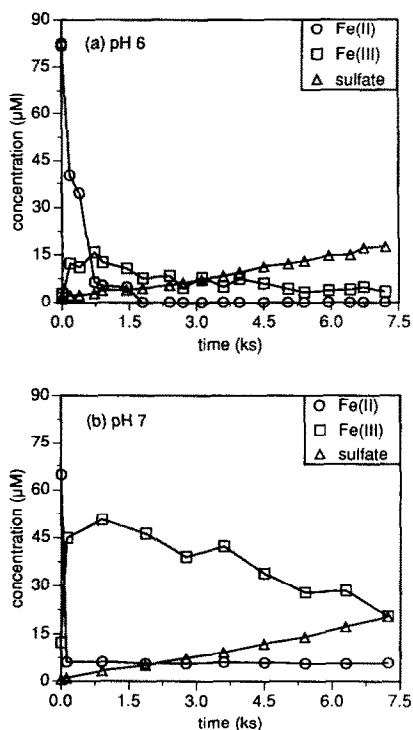 90
75
60
45
30
15
0
concentration (μM)
(a) pH 6
Fe(II)
Fe(III)
sulfate
0.0 1.5 3.0 4.5 6.0 7.5
time (ks)
90
75
60
45
30
15
0
concentration (μM)
(b) pH 7
Fe(II)
Fe(III)
sulfate
0.0 1.5 3.0 4.5 6.0 7.5
time (ks)